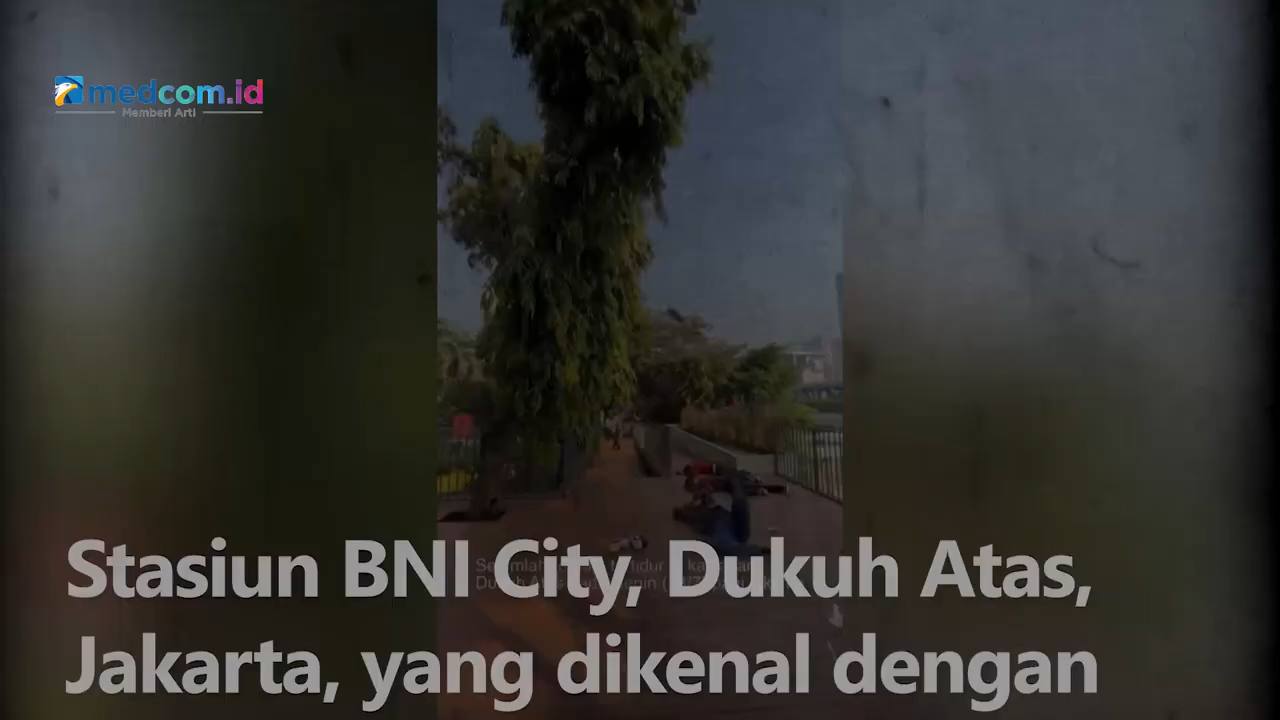 medcom.id
Memberi Arti
Stasiun BNI City, Dukuh Atas,
Jakarta, yang dikenal dengan